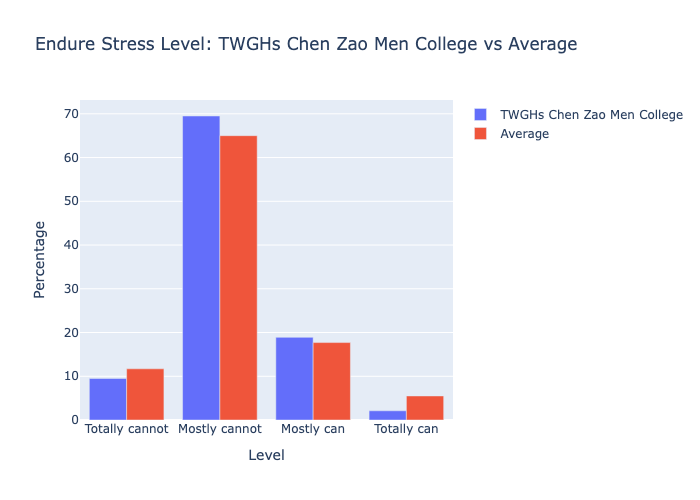 Endure Stress Level: TWGHs Chen Zao Men College vs Average
TWGHs Chen Zao Men College
Average
Percentage
70
60
50
40
30
20
10
0
Totally cannot
Mostly cannot
Mostly can
Totally can
Level